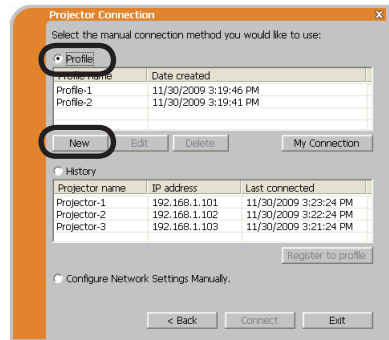 Projector Connection X
Select the manual connection method you would like to use:
Profile
Profile name Date created
Profile-1 11/30/2009 3:19:46 PM
Profile-2 11/30/2009 3:19:41 PM
New Edit Delete My Connection
History
Projector name IP address Last connected
Projector-1 192.168.1.101 11/30/2009 3:23:24 PM
Projector-2 192.168.1.102 11/30/2009 3:22:24 PM
Projector-3 192.168.1.103 11/30/2009 3:21:24 PM
Register to profile
Configure Network Settings Manually.
< Back Connect Exit